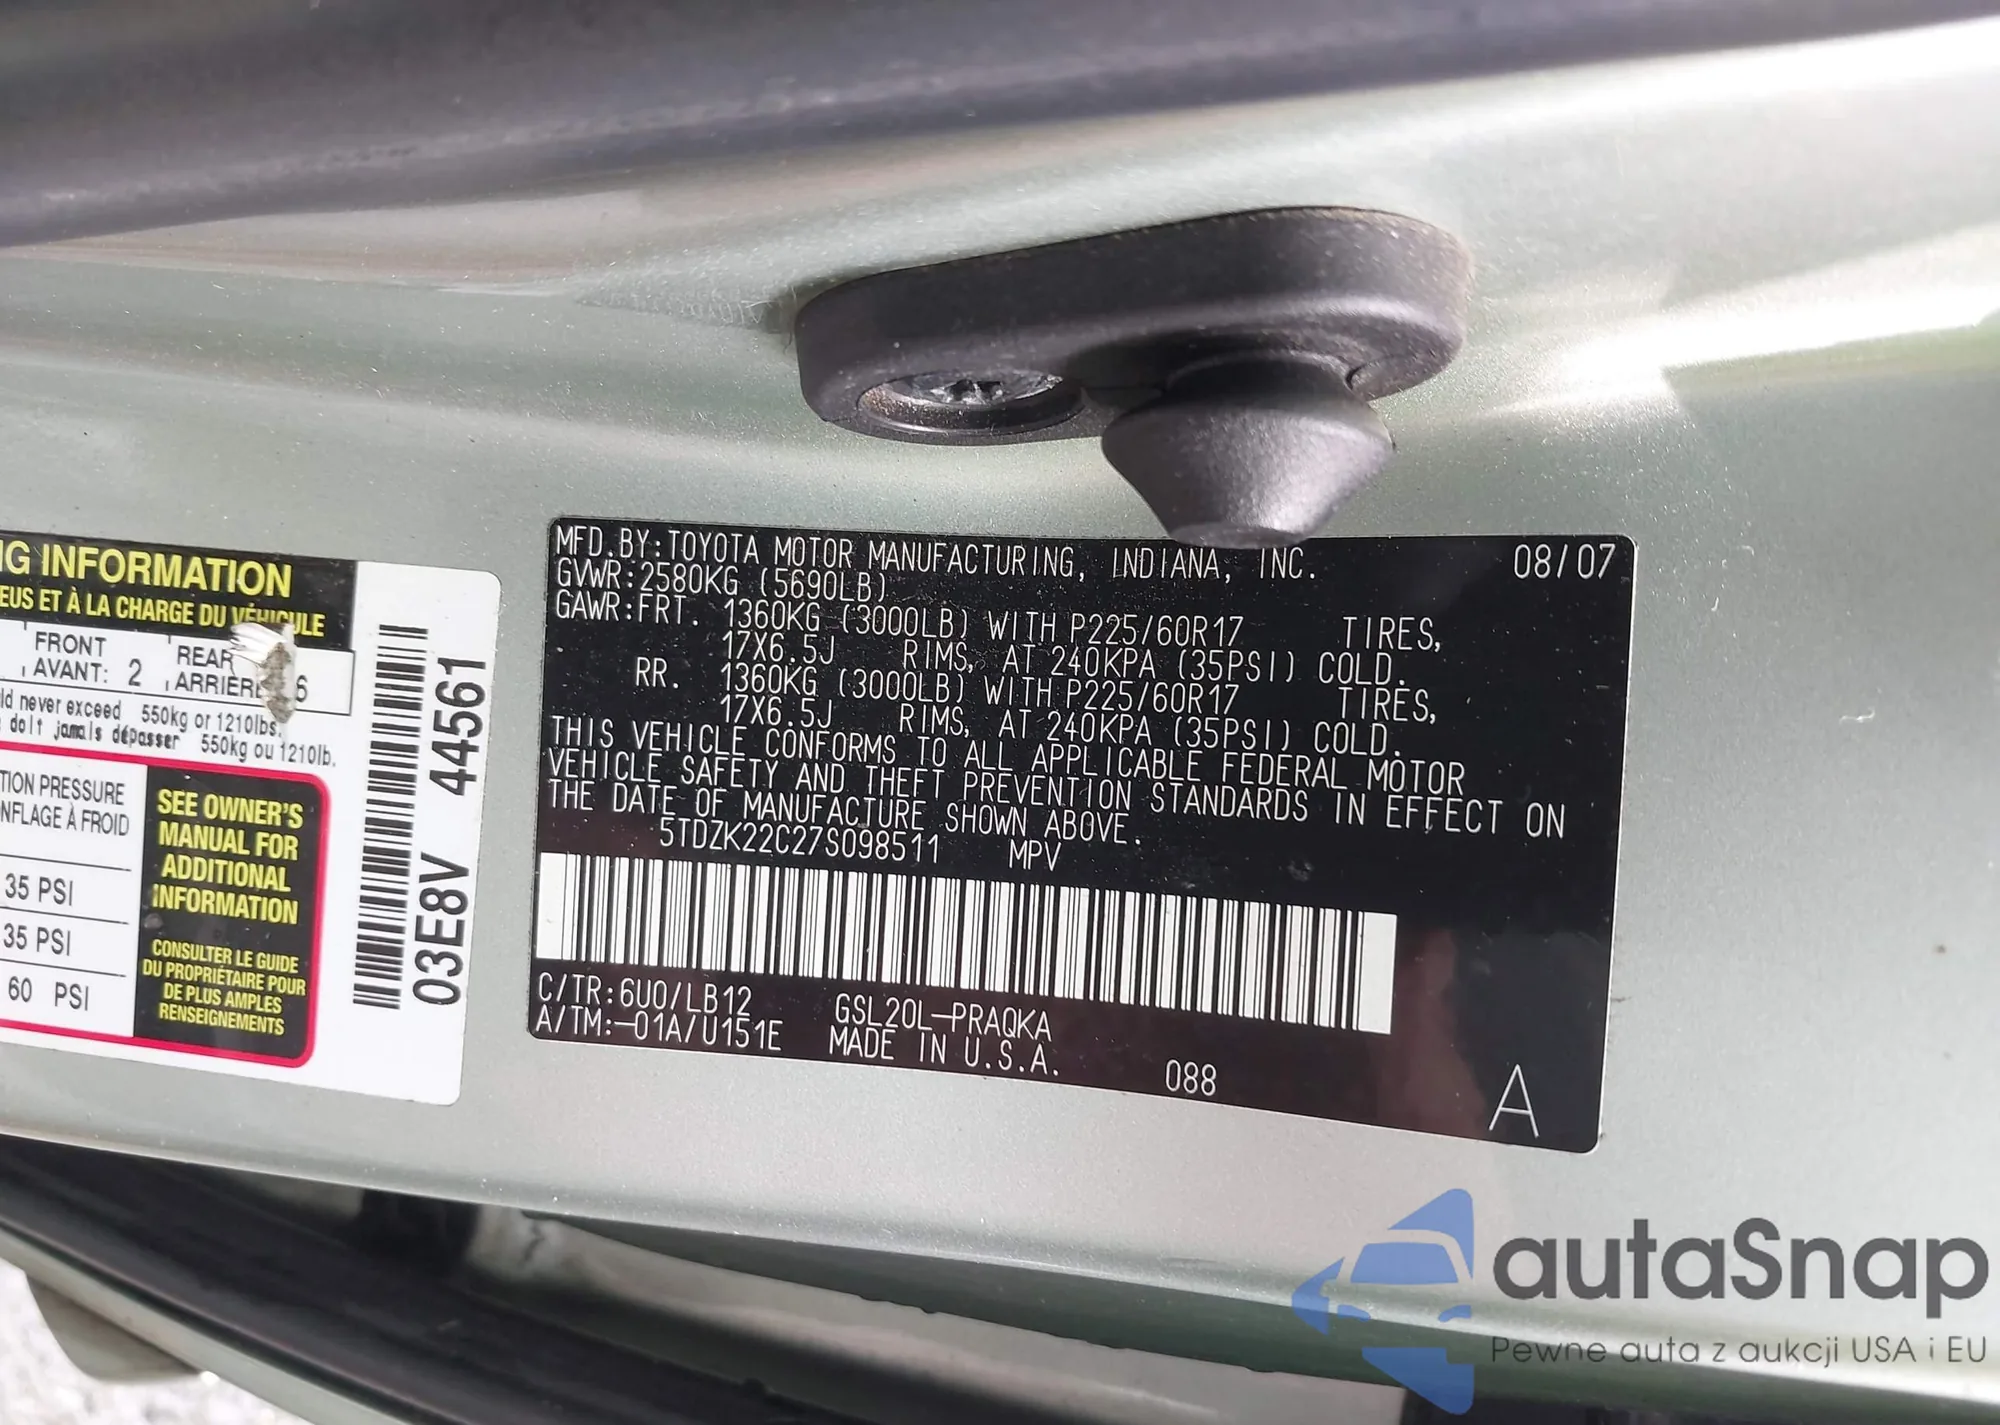 NG INFORMATION
EUS ET À LA CHARGE DU VÉHICULE
FRONT
AVANT: 2
REAR
ARRIÈRE 6
never exceed 550kg or 1210lbs.
doit jamais dépasser 550kg ou 1210lb.
TION PRESSURE
NFLAGE À FROID
35 PSI
35 PSI
60 PSI
SEE OWNER'S
MANUAL FOR
ADDITIONAL
INFORMATION
CONSULTER LE GUIDE
DU PROPRIÉTAIRE POUR
DE PLUS AMPLES
RENSEIGNEMENTS
03E8V 44561
MFD.BY:TOYOTA MOTOR MANUFACTURING, INDIANA, INC. 08/07
GVWR:2580KG (5690LB)
GAWR:FRT. 1360KG (3000LB) WITH P225/60R17 TIRES,
17X6.5J RIMS, AT 240KPA (35PSI) COLD.
RR. 1360KG (3000LB) WITH P225/60R17 TIRES,
17X6.5J RIMS, AT 240KPA (35PSI) COLD.
THIS VEHICLE CONFORMS TO ALL APPLICABLE FEDERAL MOTOR
VEHICLE SAFETY AND THEFT PREVENTION STANDARDS IN EFFECT ON
THE DATE OF MANUFACTURE SHOWN ABOVE.
5TDZK22C27S098511 MPV
C/TR:6U0/LB12 GSL20L-PRAQKA
A/TM:-01A/U151E MADE IN U.S.A.
088
A
autaSnap
Pewne auta z aukcji USA i EU